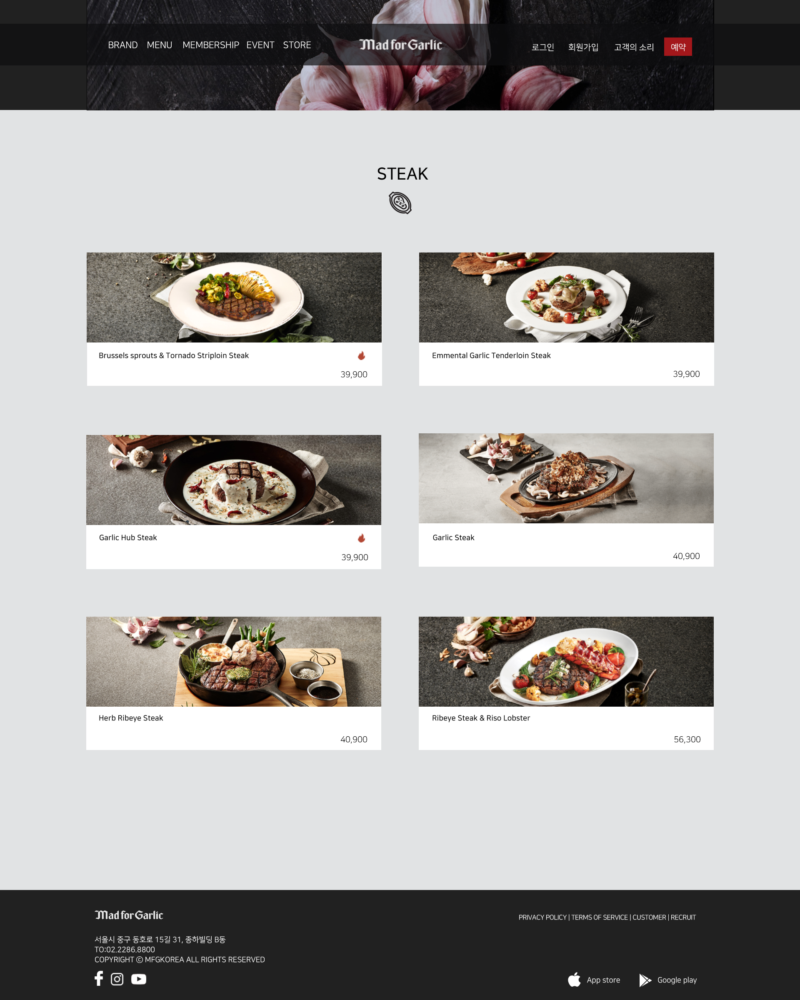 BRAND MENU MEMBERSHIP EVENT STORE Mad for Garlic 로그인 회원가입 고객의 소리 예약
STEAK
Brussels sprouts & Tornado Striploin Steak
39,900
Emmental Garlic Tenderloin Steak
39,900
Garlic Hub Steak
39,900
Garlic Steak
40,900
Herb Ribeye Steak
40,900
Ribeye Steak & Riso Lobster
56,300
Mad for Garlic
PRIVACY POLICY | TERMS OF SERVICE | CUSTOMER | RECRUIT
서울시 중구 동호로 15길 31, 종하빌딩 B동
TO:02.2286.8800
COPYRIGHT ⓒ MFGKOREA ALL RIGHTS RESERVED
App store Google play